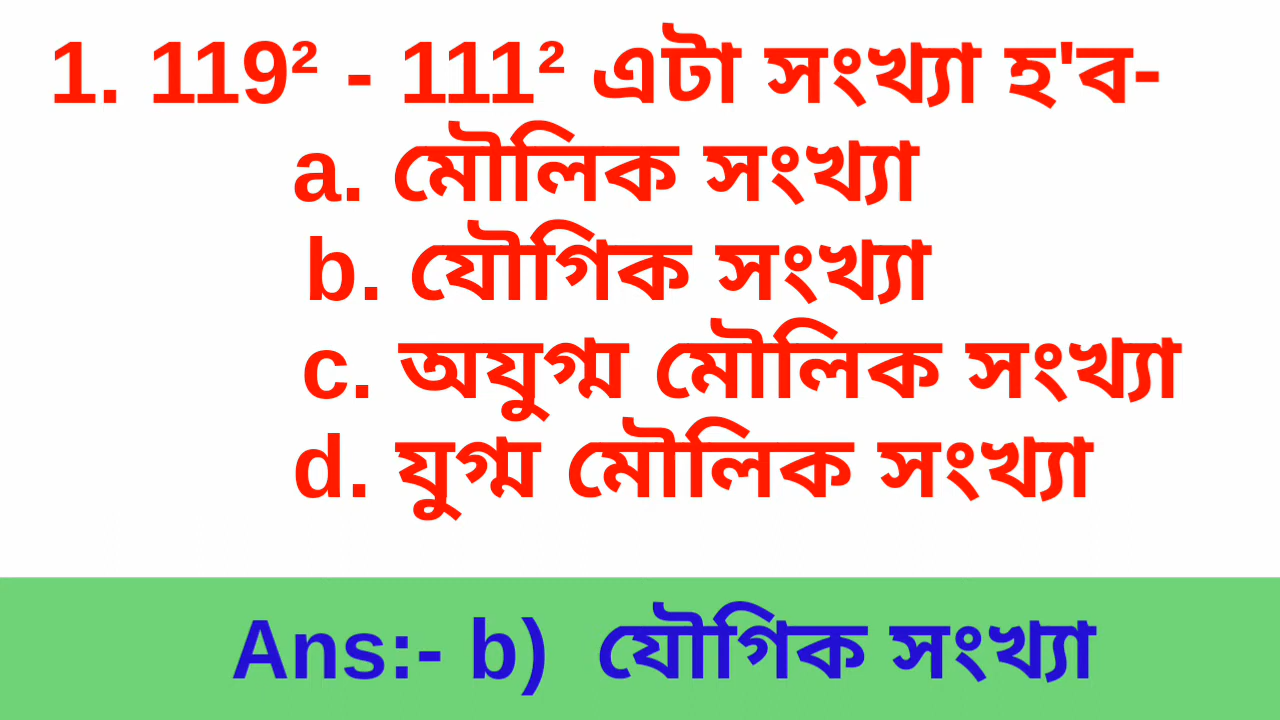 1. 119² - 111² এটা সংখ্যা হ'ব-
a. মৌলিক সংখ্যা
b. যৌগিক সংখ্যা
c. অযুগ্ম মৌলিক সংখ্যা
d. যুগ্ম মৌলিক সংখ্যা
Ans:- b) যৌগিক সংখ্যা